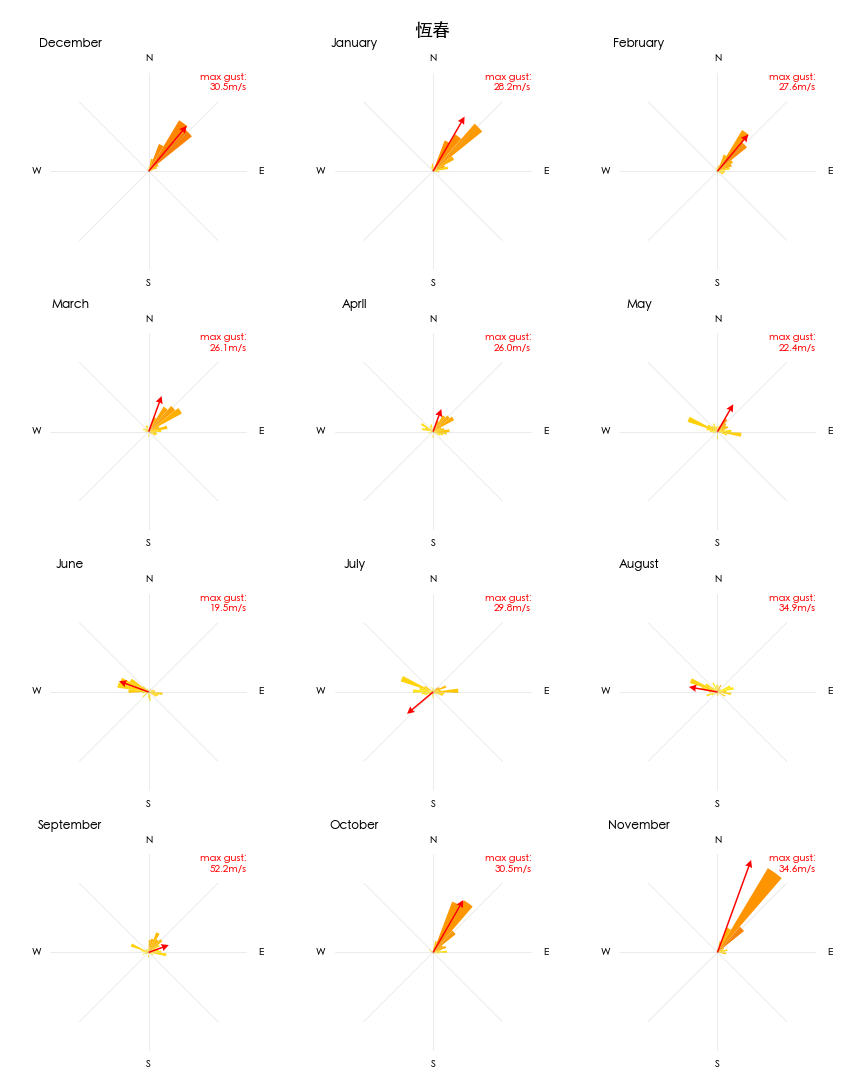 恆春
December
January
February
N
N
N
max gust:
30.5m/s
max gust:
28.2m/s
max gust:
27.6m/s
W
E
W
E
W
E
S
S
S
March
April
May
N
N
N
max gust:
26.1m/s
max gust:
26.0m/s
max gust:
22.4m/s
W
E
W
E
W
E
S
S
S
June
July
August
N
N
N
max gust:
19.5m/s
max gust:
29.8m/s
max gust:
34.9m/s
W
E
W
E
W
E
S
S
S
September
October
November
N
N
N
max gust:
52.2m/s
max gust:
30.5m/s
max gust:
34.6m/s
W
E
W
E
W
E
S
S
S